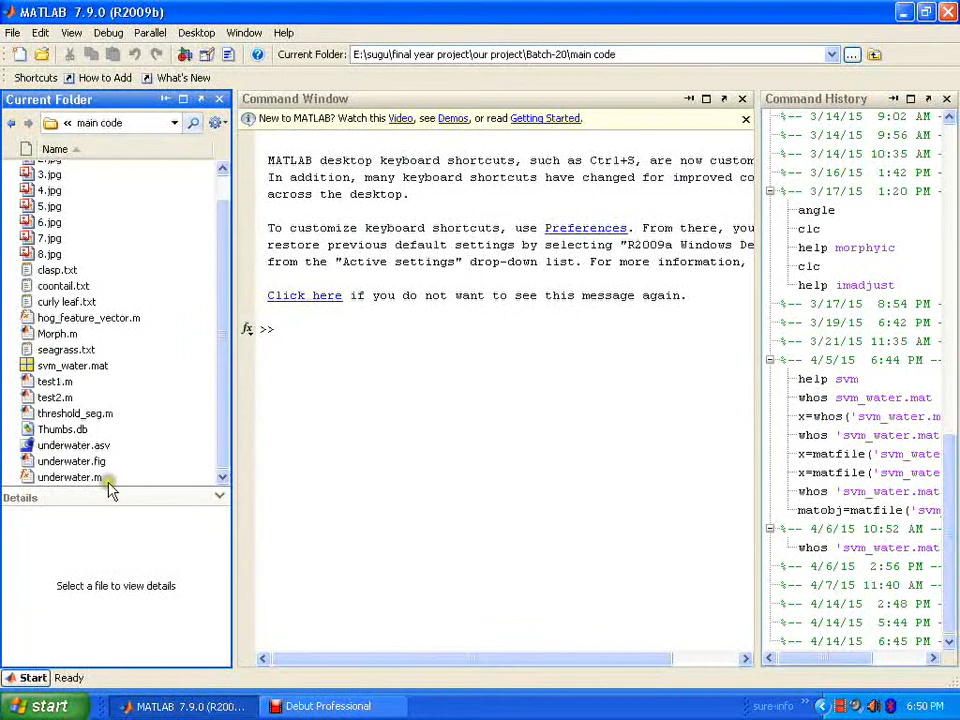 MATLAB 7.9.0 (R2009b)
File Edit View Debug Parallel Desktop Window Help
Current Folder: E:\sugu\final year project\our project\Batch-20\main code
Shortcuts How to Add What's New
Current Folder
« main code
Name
3.jpg
4.jpg
5.jpg
6.jpg
7.jpg
8.jpg
clasp.txt
coontail.txt
curly leaf.txt
hog_feature_vector.m
Morph.m
seagrass.txt
svm_water.mat
test1.m
test2.m
threshold_seg.m
Thumbs.db
underwater.asv
underwater.fig
underwater.m
Details
Select a file to view details
Command Window
New to MATLAB? Watch this Video, see Demos, or read Getting Started.
MATLAB desktop keyboard shortcuts, such as Ctrl+S, are now custom
In addition, many keyboard shortcuts have changed for improved co
across the desktop.
To customize keyboard shortcuts, use Preferences. From there, you
restore previous default settings by selecting "R2009a Windows De
from the "Active settings" drop-down list. For more information,
Click here if you do not want to see this message again.
fx >>
Command History
%-- 3/14/15 9:02 AM
%-- 3/14/15 9:56 AM
%-- 3/14/15 10:35 AM
%-- 3/16/15 1:42 PM
%-- 3/17/15 1:20 PM
angle
clc
help morphyic
clc
help imadjust
%-- 3/17/15 8:54 PM
%-- 3/19/15 6:42 PM
%-- 3/21/15 11:35 AM
%-- 4/5/15 6:44 PM
help svm
whos svm_water.mat
x=whos('svm_water.m
whos 'svm_water.mat
x=matfile('svm_wate
x=matfile('svm_wate
whos 'svm_water.mat
matobj=matfile('svm
%-- 4/6/15 10:52 AM
whos 'svm_water.mat
%-- 4/6/15 2:56 PM
%-- 4/7/15 11:40 AM
%-- 4/14/15 2:48 PM
%-- 4/14/15 5:44 PM
%-- 4/14/15 6:45 PM
Start Ready
start MATLAB 7.9.0 (R200... Debut Professional sure-info 6:50 PM